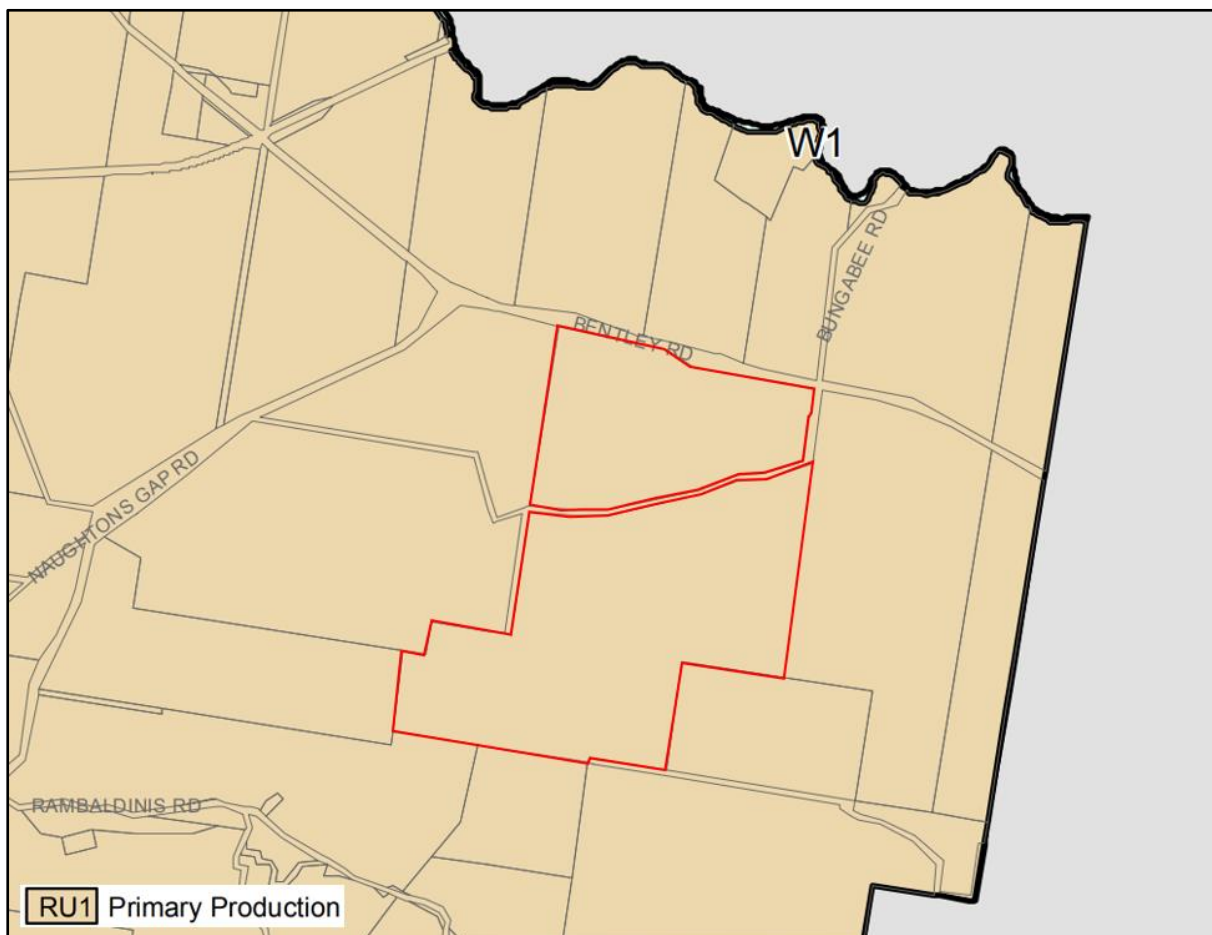 W1
BUNGABEE RD
BENTLEY RD
NAUGHTONS GAP RD
RAMBALDINIS RD
RU1 Primary Production